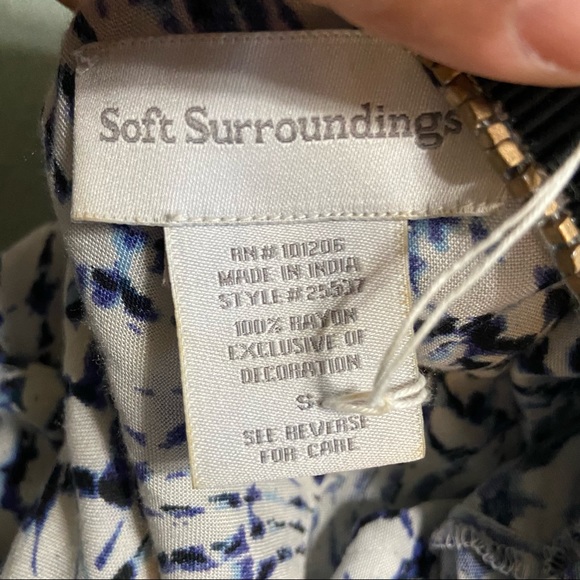 Soft Surroundings
RN# 101206
MADE IN INDIA
STYLE # 25537
100% RAYON
EXCLUSIVE OF
DECORATION
S
SEE REVERSE
FOR CARE